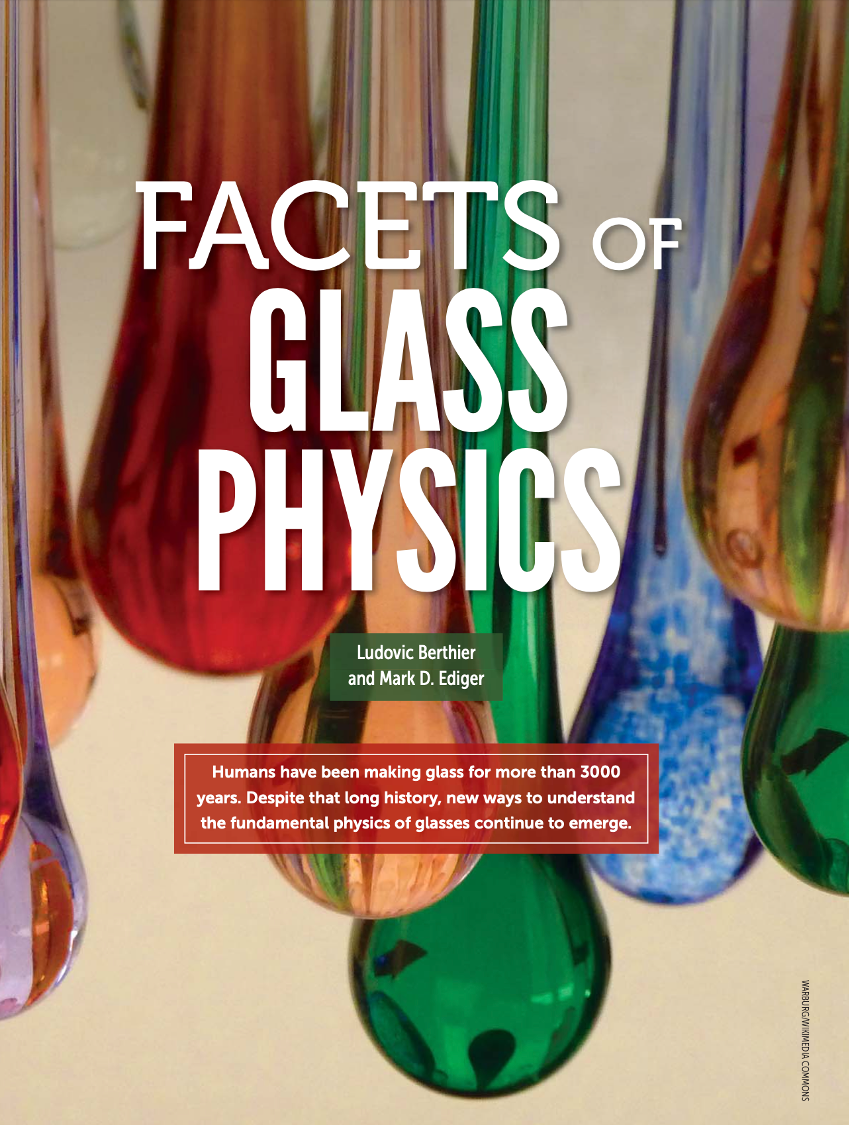 FACETS OF
GLASS
PHYSICS
Ludovic Berthier
and Mark D. Ediger
Humans have been making glass for more than 3000
years. Despite that long history, new ways to understand
the fundamental physics of glasses continue to emerge.
WARBURG/WIKIMEDIA COMMONS